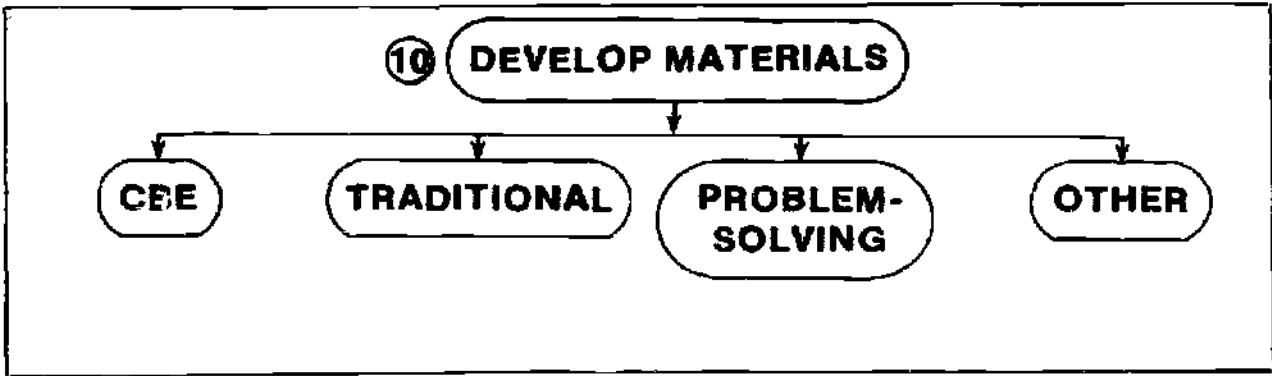 10 DEVELOP MATERIALS
CBE
TRADITIONAL
PROBLEM-
SOLVING
OTHER